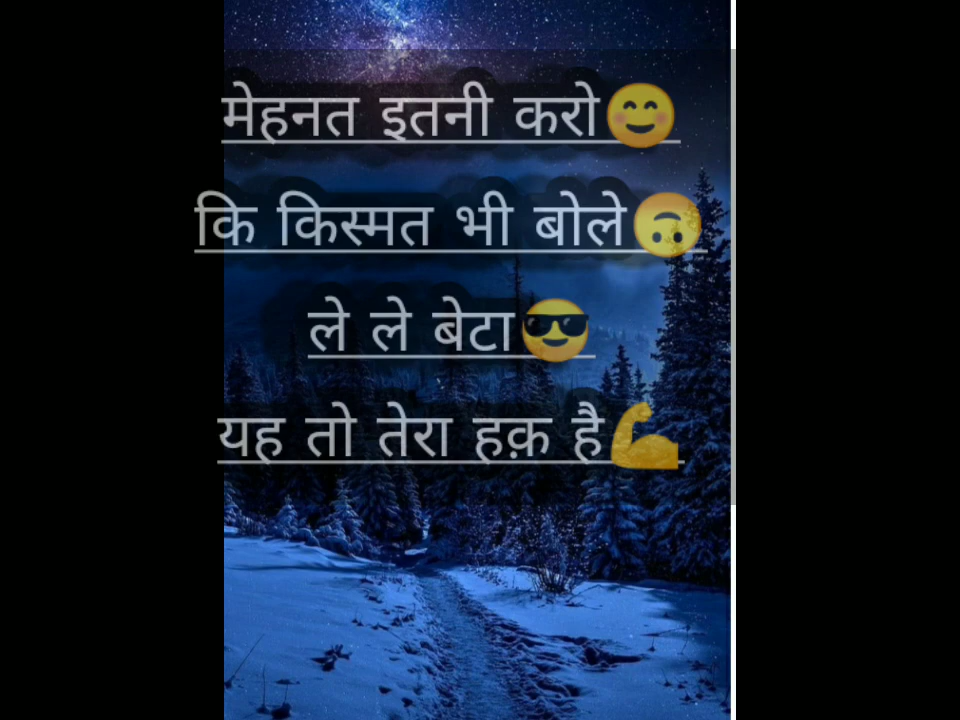 मेहनत इतनी करो😊
कि किस्मत भी बोले🙃
ले ले बेटा😎
यह तो तेरा हक़ है💪